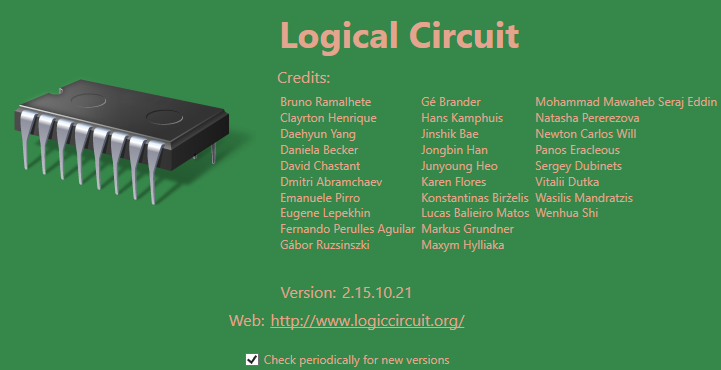 Logical Circuit
Credits:
Bruno Ramalhete
Clayrton Henrique
Daehyun Yang
Daniela Becker
David Chastant
Dmitri Abramchaev
Emanuele Pirro
Eugene Lepekhin
Fernando Perulles Aguilar
Gábor Ruzsinszki
Gé Brander
Hans Kamphuis
Jinshik Bae
Jongbin Han
Junyoung Heo
Karen Flores
Konstantinas Birželis
Lucas Balieiro Matos
Markus Grundner
Maxym Hylliaka
Mohammad Mawaheb Seraj Eddin
Natasha Pererezova
Newton Carlos Will
Panos Eracleous
Sergey Dubinets
Vitalii Dutka
Wasilis Mandratzis
Wenhua Shi
Version: 2.15.10.21
Web: http://www.logiccircuit.org/
Check periodically for new versions